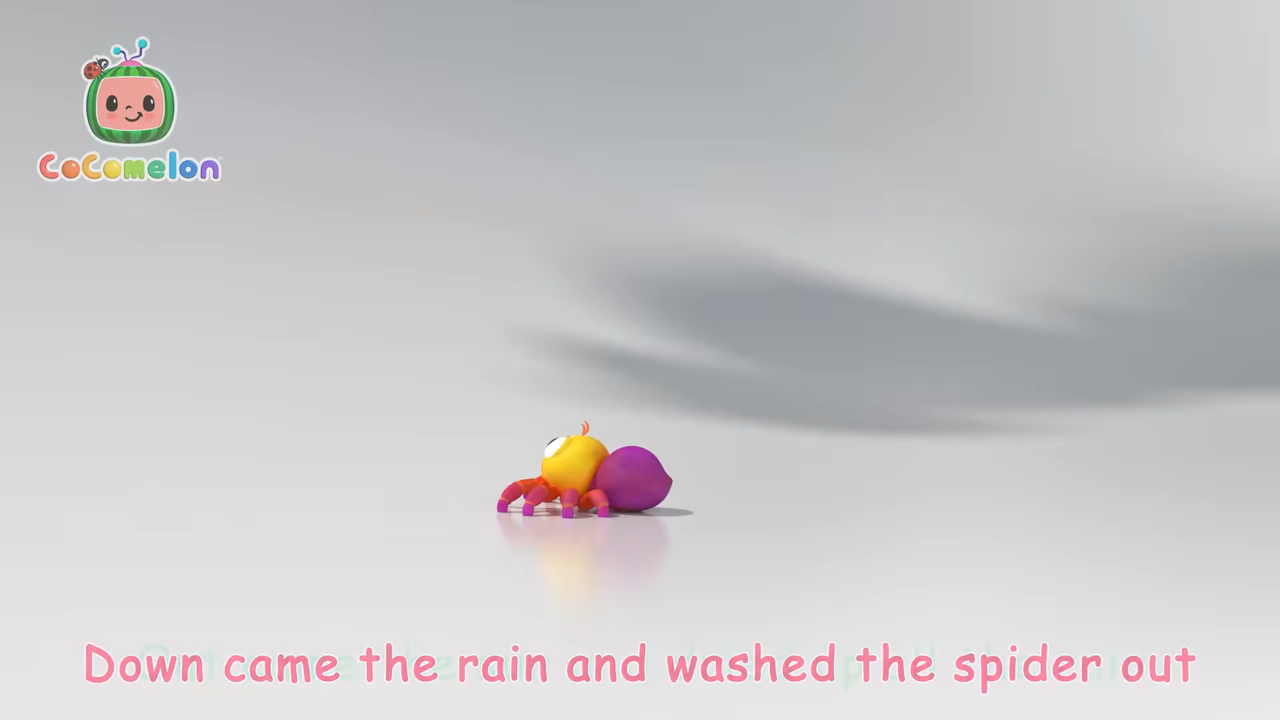 CoComelon
Down came the rain and washed the spider out